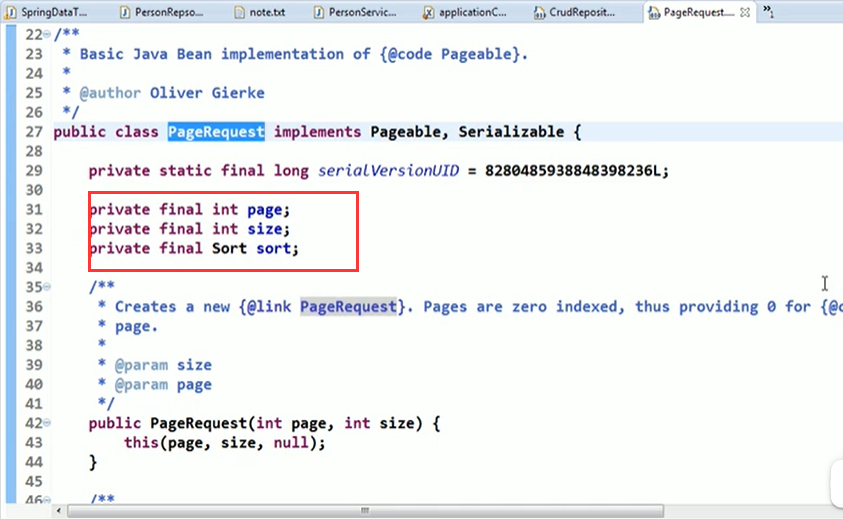 SpringDataT...
PersonRepso...
note.txt
PersonServic...
applicationC...
CrudReposit...
PageRequest....
»1
22 /**
23 * Basic Java Bean implementation of {@code Pageable}.
24 *
25 * @author Oliver Gierke
26 */
27 public class PageRequest implements Pageable, Serializable {
28
29 private static final long serialVersionUID = 8280485938848398236L;
30
31 private final int page;
32 private final int size;
33 private final Sort sort;
34
35 /**
36 * Creates a new {@link PageRequest}. Pages are zero indexed, thus providing 0 for {@c
37 * page.
38 *
39 * @param size
40 * @param page
41 */
42 public PageRequest(int page, int size) {
43 this(page, size, null);
44 }
45
46 /**